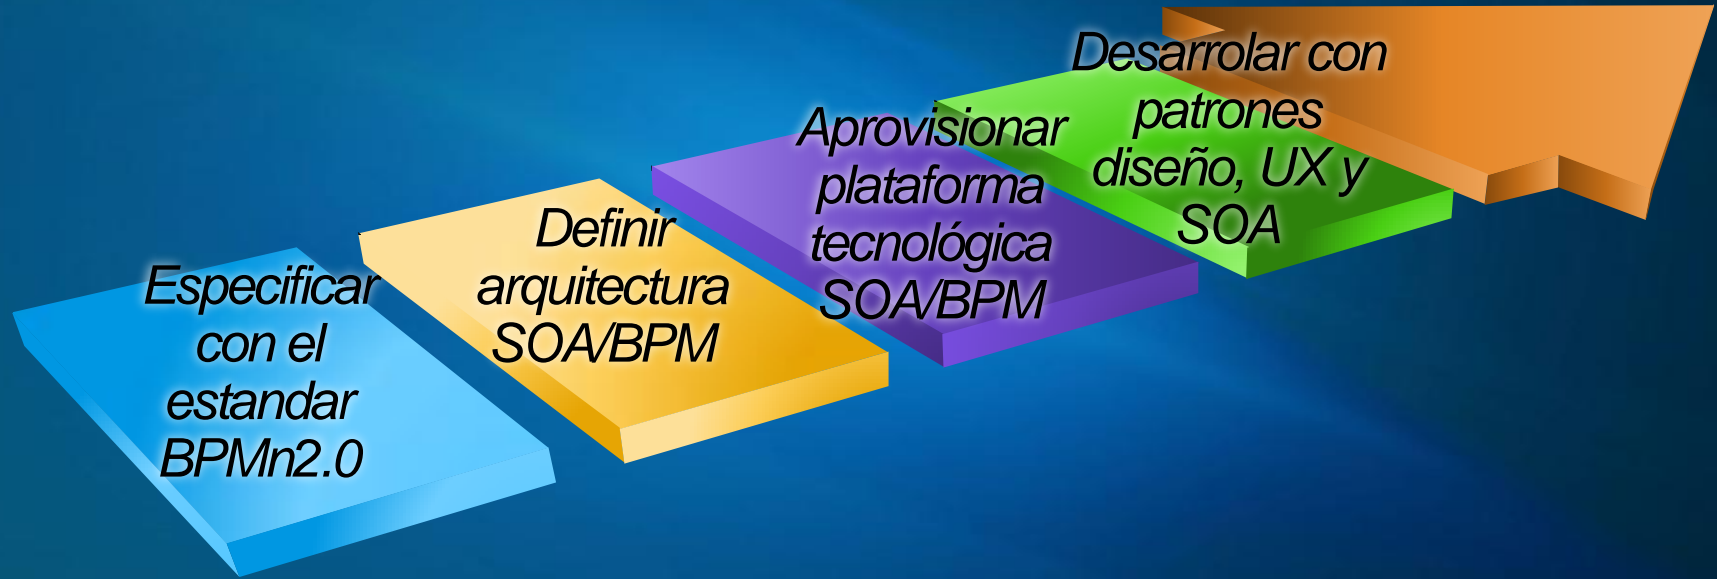 Especificar
con el
estandar
BPMn2.0
Definir
arquitectura
SOA/BPM
Aprovisionar
plataforma
tecnológica
SOA/BPM
Desarrolar con
patrones
diseño, UX y
SOA